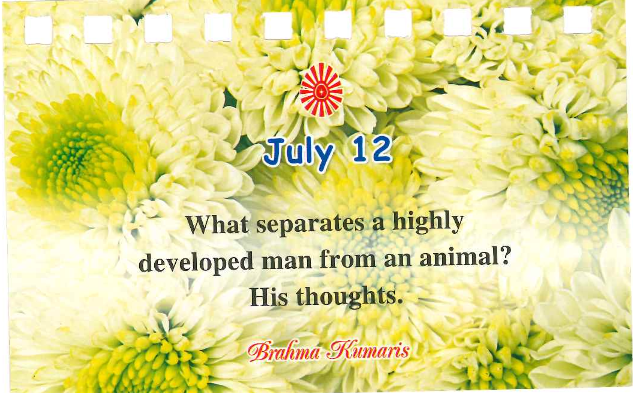 July 12
What separates a highly
developed man from an animal?
His thoughts.
Brahma Kumaris